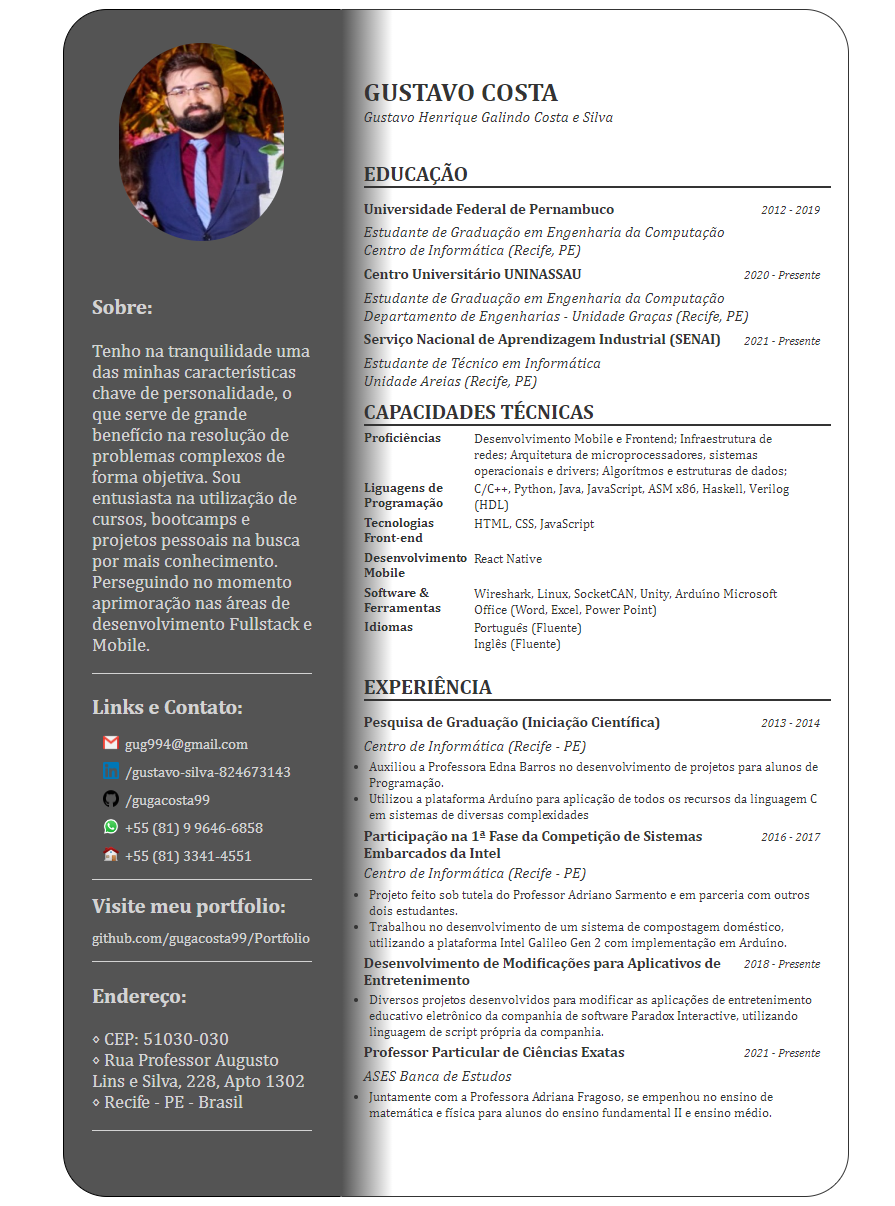 GUSTAVO COSTA
Gustavo Henrique Galindo Costa e Silva
Sobre:
Tenho na tranquilidade uma
das minhas características
chave de personalidade, o
que serve de grande
benefício na resolução de
problemas complexos de
forma objetiva. Sou
entusiasta na utilização de
cursos, bootcamps e
projetos pessoais na busca
por mais conhecimento.
Perseguindo no momento
aprimoração nas áreas de
desenvolvimento Fullstack e
Mobile.
Links e Contato:
gug994@gmail.com
/gustavo-silva-824673143
/gugacosta99
+55 (81) 9 9646-6858
+55 (81) 3341-4551
Visite meu portfolio:
github.com/gugacosta99/Portfolio
Endereço:
⋄ CEP: 51030-030
⋄ Rua Professor Augusto
Lins e Silva, 228, Apto 1302
⋄ Recife - PE - Brasil
EDUCAÇÃO
Universidade Federal de Pernambuco 2012 - 2019
Estudante de Graduação em Engenharia da Computação
Centro de Informática (Recife, PE)
Centro Universitário UNINASSAU 2020 - Presente
Estudante de Graduação em Engenharia da Computação
Departamento de Engenharias - Unidade Graças (Recife, PE)
Serviço Nacional de Aprendizagem Industrial (SENAI) 2021 - Presente
Estudante de Técnico em Informática
Unidade Areias (Recife, PE)
CAPACIDADES TÉCNICAS
Proficiências Desenvolvimento Mobile e Frontend; Infraestrutura de
redes; Arquitetura de microprocessadores, sistemas
operacionais e drivers; Algorítmos e estruturas de dados;
Liguagens de C/C++, Python, Java, JavaScript, ASM x86, Haskell, Verilog
Programação (HDL)
Tecnologias HTML, CSS, JavaScript
Front-end
Desenvolvimento React Native
Mobile
Software & Wireshark, Linux, SocketCAN, Unity, Arduíno Microsoft
Ferramentas Office (Word, Excel, Power Point)
Idiomas Português (Fluente)
Inglês (Fluente)
EXPERIÊNCIA
Pesquisa de Graduação (Iniciação Científica) 2013 - 2014
Centro de Informática (Recife - PE)
• Auxiliou a Professora Edna Barros no desenvolvimento de projetos para alunos de
Programação.
• Utilizou a plataforma Arduíno para aplicação de todos os recursos da linguagem C
em sistemas de diversas complexidades
Participação na 1ª Fase da Competição de Sistemas 2016 - 2017
Embarcados da Intel
Centro de Informática (Recife - PE)
• Projeto feito sob tutela do Professor Adriano Sarmento e em parceria com outros
dois estudantes.
• Trabalhou no desenvolvimento de um sistema de compostagem doméstico,
utilizando a plataforma Intel Galileo Gen 2 com implementação em Arduíno.
Desenvolvimento de Modificações para Aplicativos de 2018 - Presente
Entretenimento
• Diversos projetos desenvolvidos para modificar as aplicações de entretenimento
educativo eletrônico da companhia de software Paradox Interactive, utilizando
linguagem de script própria da companhia.
Professor Particular de Ciências Exatas 2021 - Presente
ASES Banca de Estudos
• Juntamente com a Professora Adriana Fragoso, se empenhou no ensino de
matemática e física para alunos do ensino fundamental II e ensino médio.